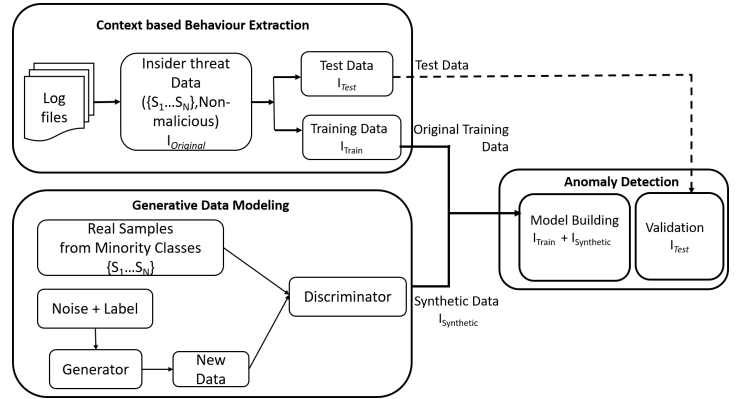 Context based Behaviour Extraction
Log
files
Insider threat
Data
({S1...SN},Non-
malicious)
IOriginal
Test Data
ITest
Training Data
ITrain
Test Data
Original Training
Data
Generative Data Modeling
Real Samples
from Minority Classes
{S1...SN}
Noise + Label
Generator
New
Data
Discriminator
Synthetic Data
ISynthetic
Anomaly Detection
Model Building
ITrain + ISynthetic
Validation
ITest